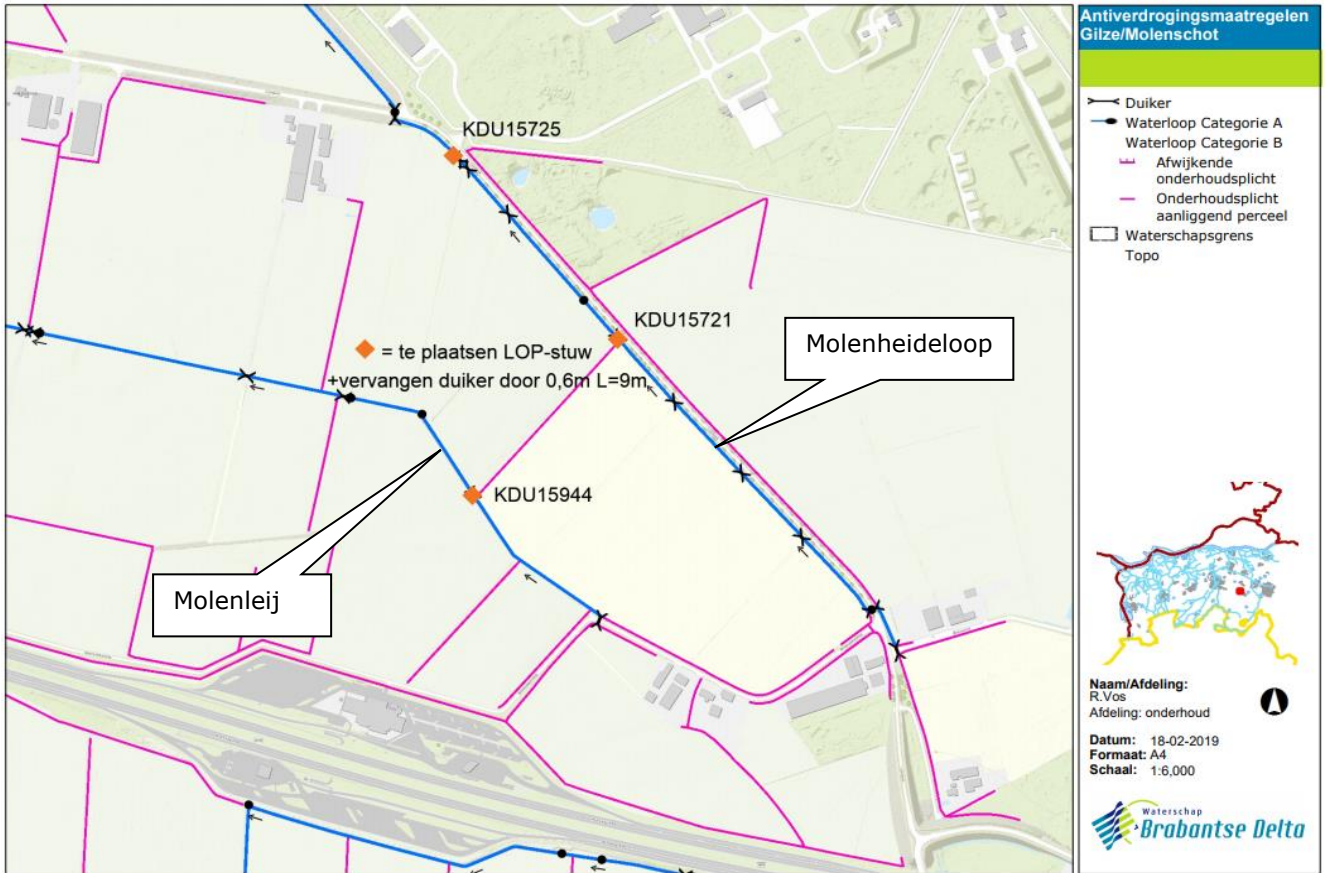 KDU15725
KDU15721
Molenheideloop
= te plaatsen LOP-stuw
+vervangen duiker door 0,6m L=9m
KDU15944
Molenleij
Antiverdrogingsmaatregelen
Gilze/Molenschot
Duiker
Waterloop Categorie A
Waterloop Categorie B
Afwijkende
onderhoudsplicht
Onderhoudsplicht
aanliggend perceel
Waterschapsgrens
Topo
Naam/Afdeling:
R.Vos
Afdeling: onderhoud
Datum: 18-02-2019
Formaat: A4
Schaal: 1:6,000
Waterschap
Brabantse Delta